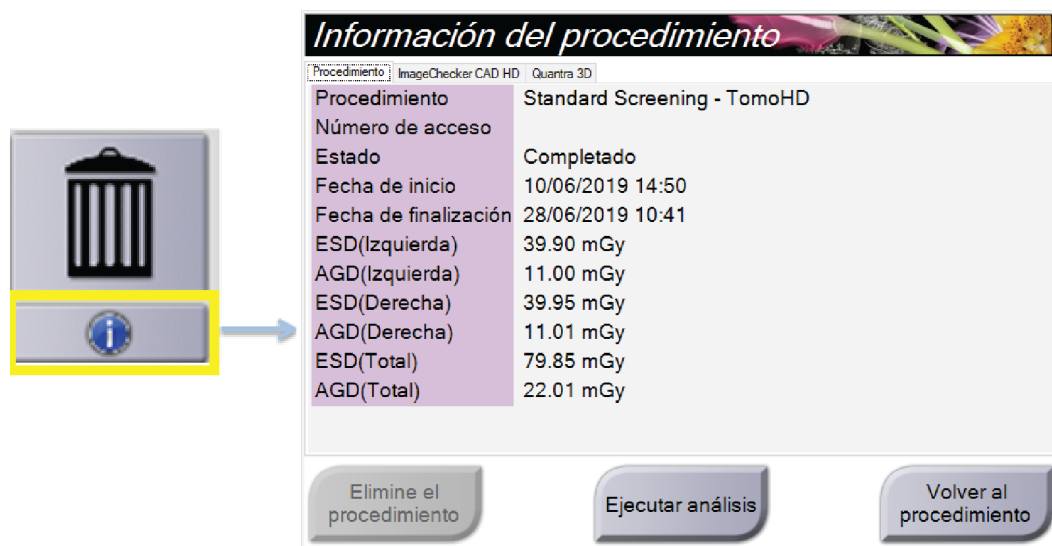 Información del procedimiento
Procedimiento ImageChecker CAD HD Quantra 3D
Procedimiento Standard Screening - TomoHD
Número de acceso
Estado Completado
Fecha de inicio 10/06/2019 14:50
Fecha de finalización 28/06/2019 10:41
ESD(Izquierda) 39.90 mGy
AGD(Izquierda) 11.00 mGy
ESD(Derecha) 39.95 mGy
AGD(Derecha) 11.01 mGy
ESD(Total) 79.85 mGy
AGD(Total) 22.01 mGy
Elimine el
procedimiento
Ejecutar análisis
Volver al
procedimiento